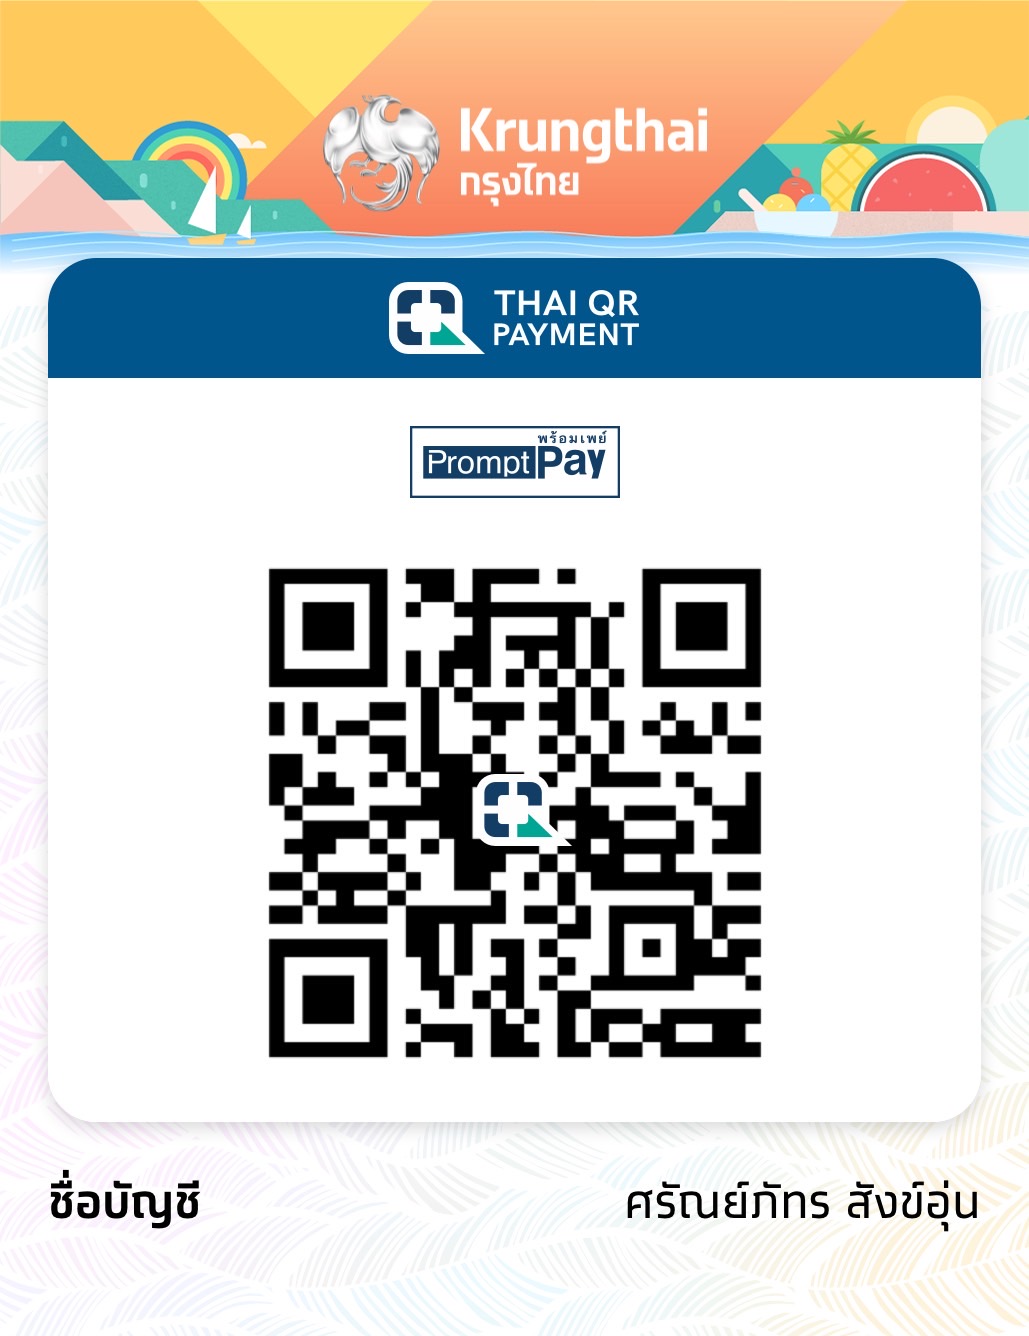 Krungthai
กรุงไทย
THAI QR
PAYMENT
พร้อมเพย์
PromptPay
ชื่อบัญชี ศรัณย์ภัทร สังข์อุ่น